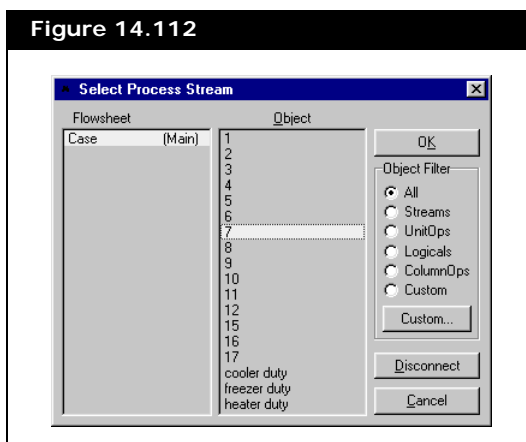 Figure 14.112
Select Process Stream
Flowsheet
Case (Main)
Object
1
2
3
4
5
6
7
8
9
10
11
12
15
16
17
cooler duty
freezer duty
heater duty
OK
Object Filter
All
Streams
UnitOps
Logicals
ColumnOps
Custom
Custom...
Disconnect
Cancel